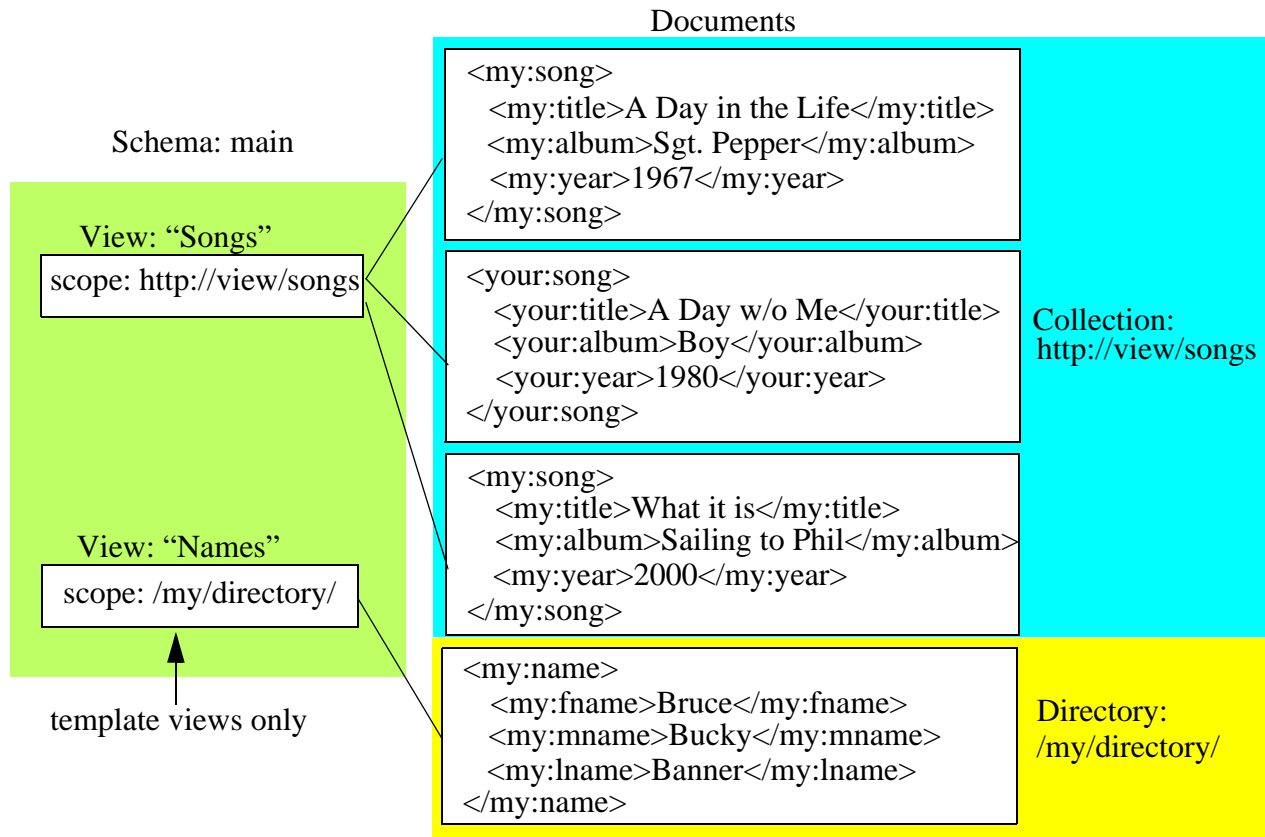 Documents
Schema: main
View: “Songs”
scope: http://view/songs
View: “Names”
scope: /my/directory/
template views only
<my:song>
<my:title>A Day in the Life</my:title>
<my:album>Sgt. Pepper</my:album>
<my:year>1967</my:year>
</my:song>
<your:song>
<your:title>A Day w/o Me</your:title>
<your:album>Boy</your:album>
<your:year>1980</your:year>
</your:song>
<my:song>
<my:title>What it is</my:title>
<my:album>Sailing to Phil</my:album>
<my:year>2000</my:year>
</my:song>
Collection:
http://view/songs
<my:name>
<my:fname>Bruce</my:fname>
<my:mname>Bucky</my:mname>
<my:lname>Banner</my:lname>
</my:name>
Directory:
/my/directory/